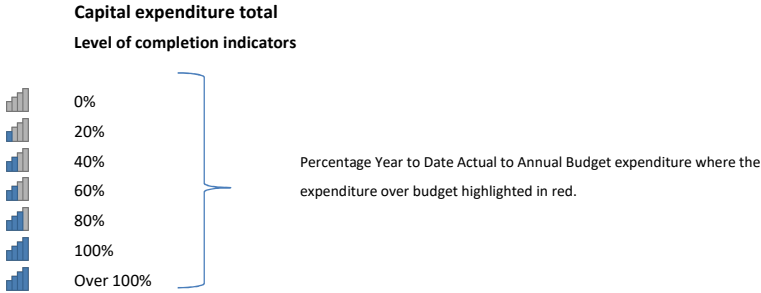 Capital expenditure total
Level of completion indicators
0%
20%
40%
Percentage Year to Date Actual to Annual Budget expenditure where the
60%
expenditure over budget highlighted in red.
80%
100%
Over 100%